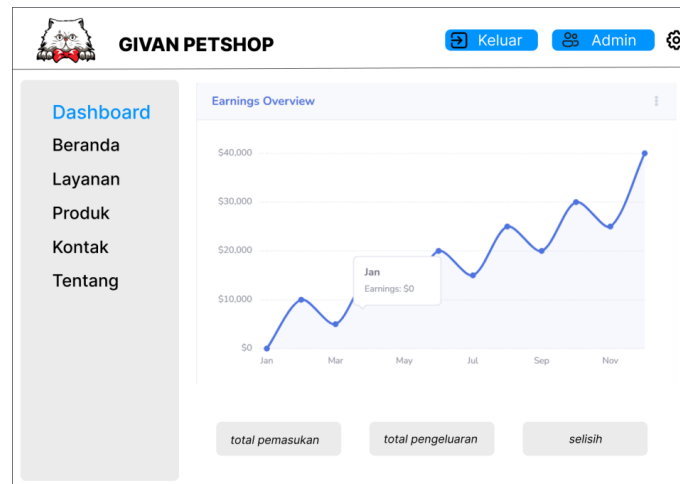 GIVAN PETSHOP
Keluar
Admin
Dashboard
Beranda
Layanan
Produk
Kontak
Tentang
Earnings Overview
$40,000
$30,000
$20,000
$10,000
$0
Jan
Earnings: $0
Jan
Mar
May
Jul
Sep
Nov
total pemasukan
total pengeluaran
selisih